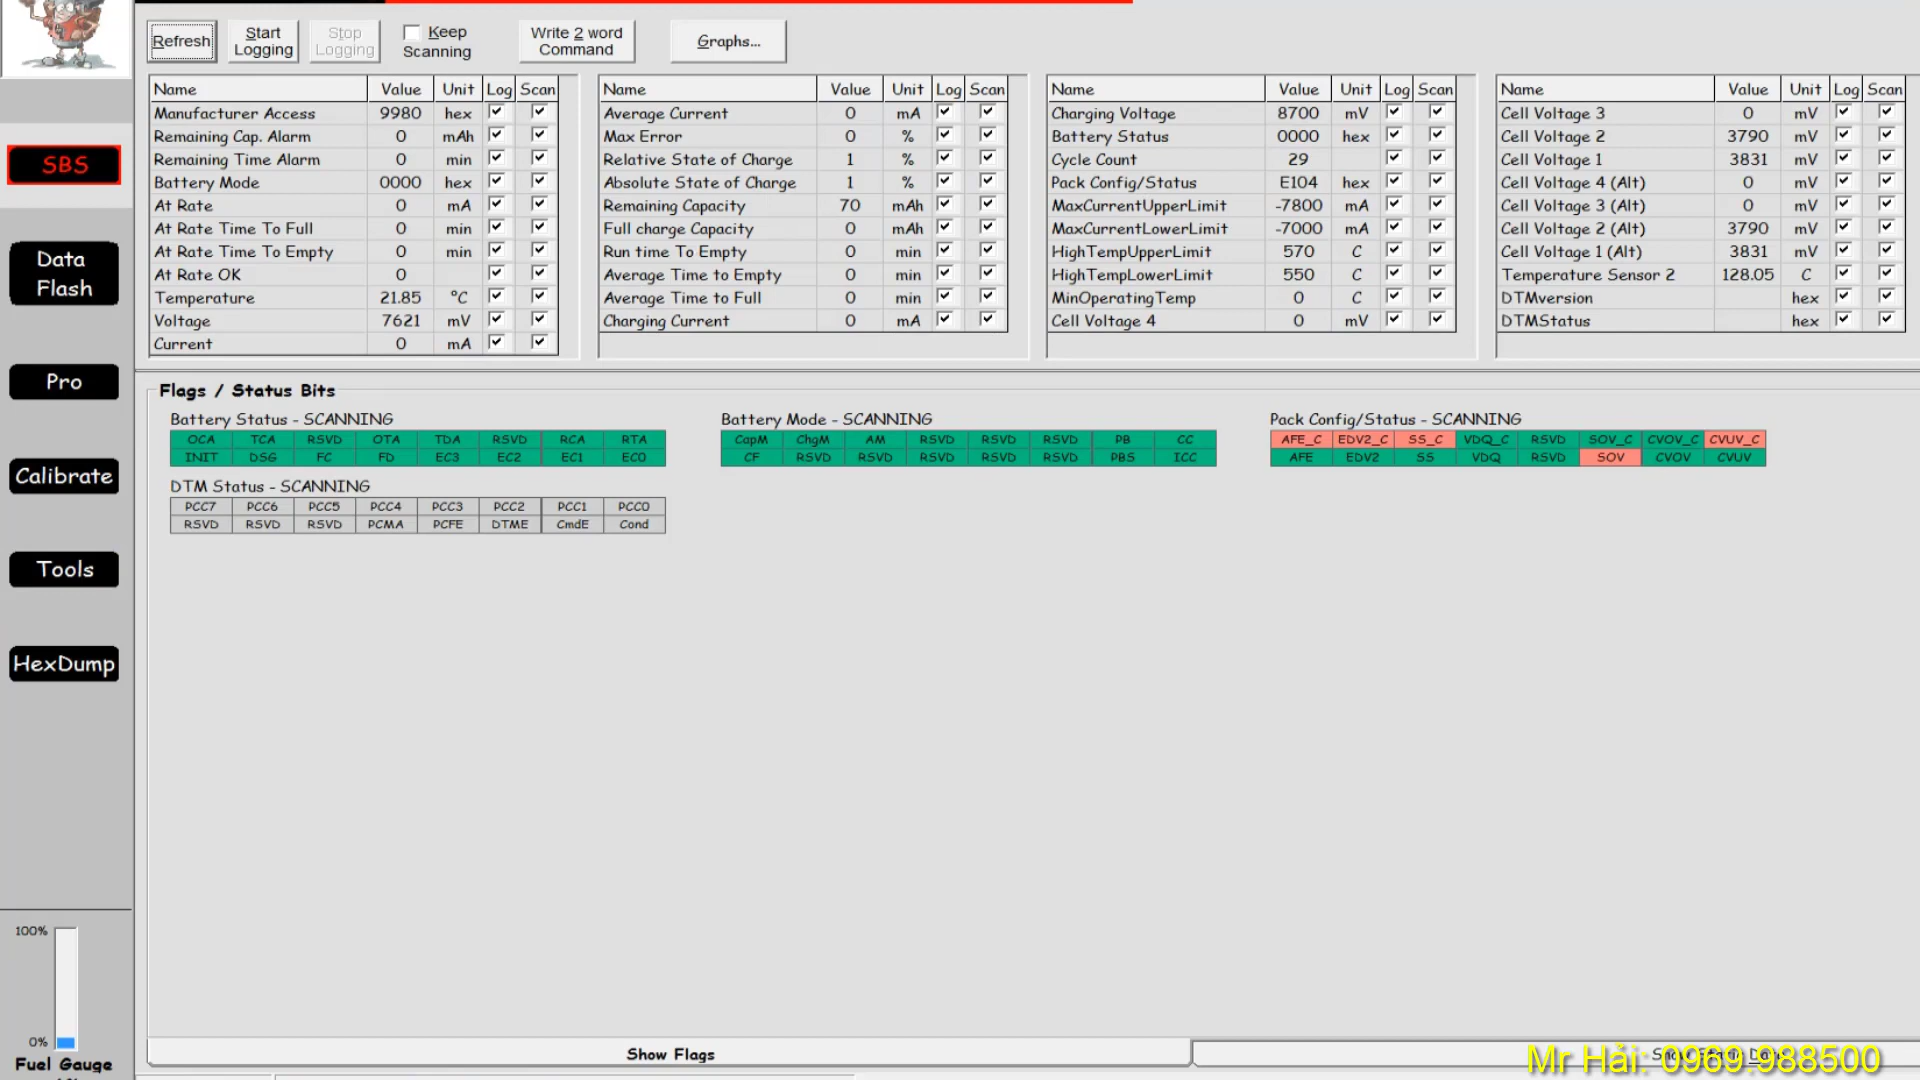 Refresh
Start Logging
Stop Logging
Keep Scanning
Write 2 word Command
Graphs...
SBS
Data Flash
Pro
Calibrate
Tools
HexDump
Name Value Unit Log Scan
Manufacturer Access 9980 hex
Remaining Cap. Alarm 0 mAh
Remaining Time Alarm 0 min
Battery Mode 0000 hex
At Rate 0 mA
At Rate Time To Full 0 min
At Rate Time To Empty 0 min
At Rate OK 0
Temperature 21.85 °C
Voltage 7621 mV
Current 0 mA
Name Value Unit Log Scan
Average Current 0 mA
Max Error 0 %
Relative State of Charge 1 %
Absolute State of Charge 1 %
Remaining Capacity 70 mAh
Full charge Capacity 0 mAh
Run time To Empty 0 min
Average Time to Empty 0 min
Average Time to Full 0 min
Charging Current 0 mA
Name Value Unit Log Scan
Charging Voltage 8700 mV
Battery Status 0000 hex
Cycle Count 29
Pack Config/Status E104 hex
MaxCurrentUpperLimit -7800 mA
MaxCurrentLowerLimit -7000 mA
HighTempUpperLimit 570 C
HighTempLowerLimit 550 C
MinOperatingTemp 0 C
Cell Voltage 4 0 mV
Name Value Unit Log Scan
Cell Voltage 3 0 mV
Cell Voltage 2 3790 mV
Cell Voltage 1 3831 mV
Cell Voltage 4 (Alt) 0 mV
Cell Voltage 3 (Alt) 0 mV
Cell Voltage 2 (Alt) 3790 mV
Cell Voltage 1 (Alt) 3831 mV
Temperature Sensor 2 128.05 C
DTMversion hex
DTMStatus hex
Flags / Status Bits
Battery Status - SCANNING
OCA TCA RSVD OTA TDA RSVD RCA RTA
INIT DSG FC FD EC3 EC2 EC1 EC0
Battery Mode - SCANNING
CapM ChgM AM RSVD RSVD RSVD PB CC
CF RSVD RSVD RSVD RSVD RSVD PBS ICC
Pack Config/Status - SCANNING
AFE_C EDV2_C SS_C VDQ_C RSVD SOV_C CVOV_C CVUV_C
AFE EDV2 SS VDQ RSVD SOV CVOV CVUV
DTM Status - SCANNING
PCC7 PCC6 PCC5 PCC4 PCC3 PCC2 PCC1 PCC0
RSVD RSVD RSVD PCMA PCFE DTME CmdE Cond
100%
0%
Fuel Gauge
Show Flags
Mr Hải: 0969.988500